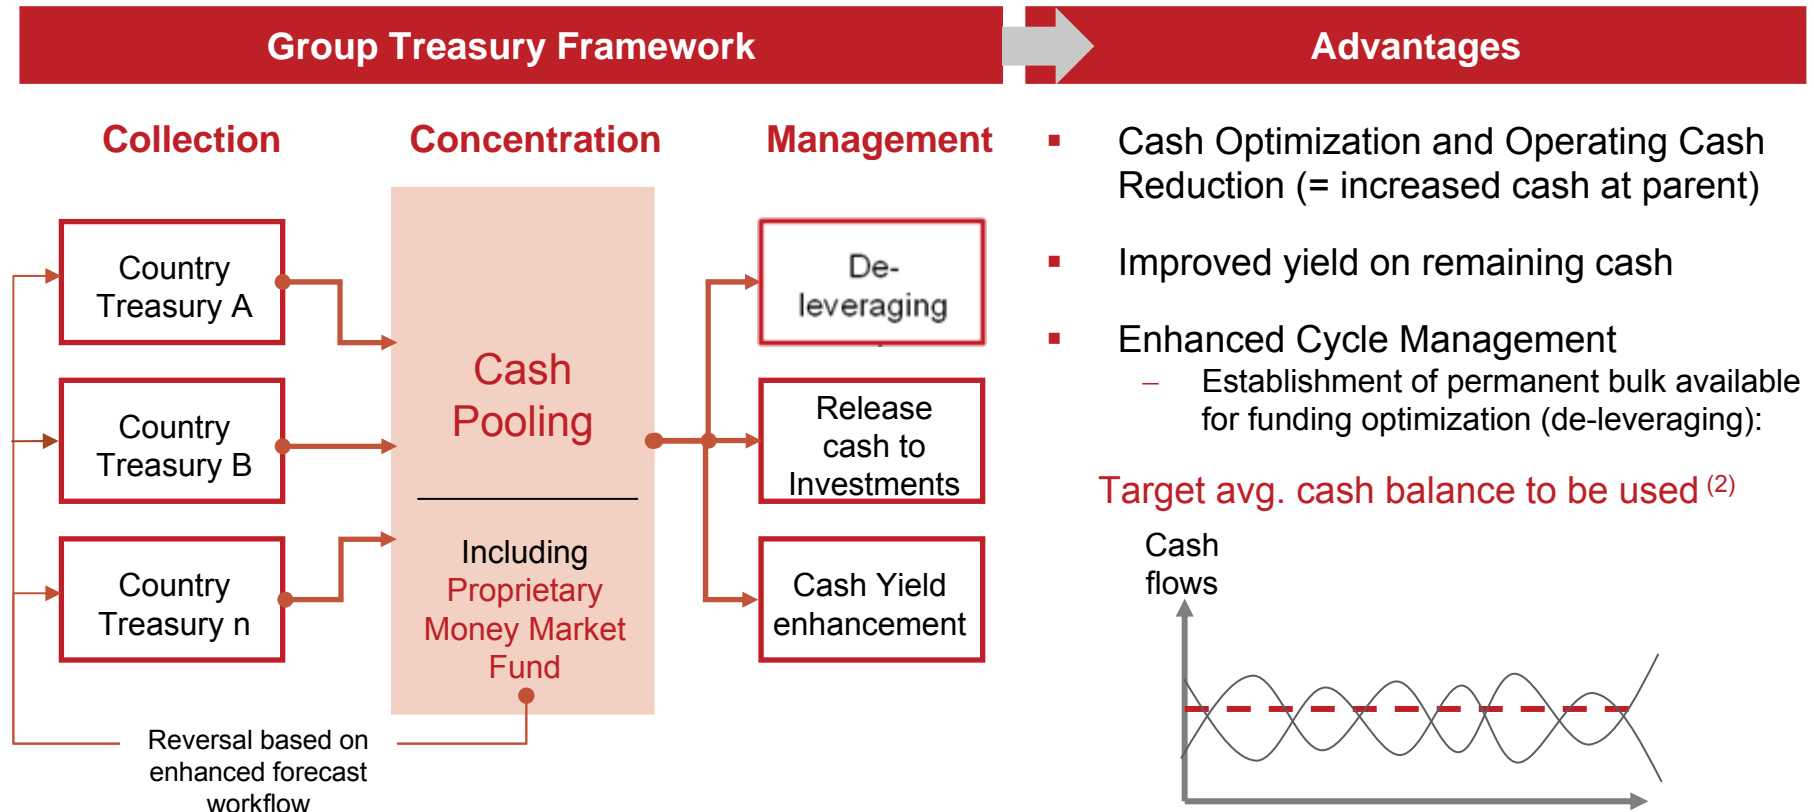 Group Treasury Framework
Advantages
Collection
Concentration
Management
Country
Treasury A
Country
Treasury B
Country
Treasury n
Cash
Pooling
Including
Proprietary
Money Market
Fund
De-
leveraging
Release
cash to
Investments
Cash Yield
enhancement
Reversal based on
enhanced forecast
workflow
▪ Cash Optimization and Operating Cash
Reduction (= increased cash at parent)
▪ Improved yield on remaining cash
▪ Enhanced Cycle Management
– Establishment of permanent bulk available
for funding optimization (de-leveraging):
Target avg. cash balance to be used (2)
Cash
flows